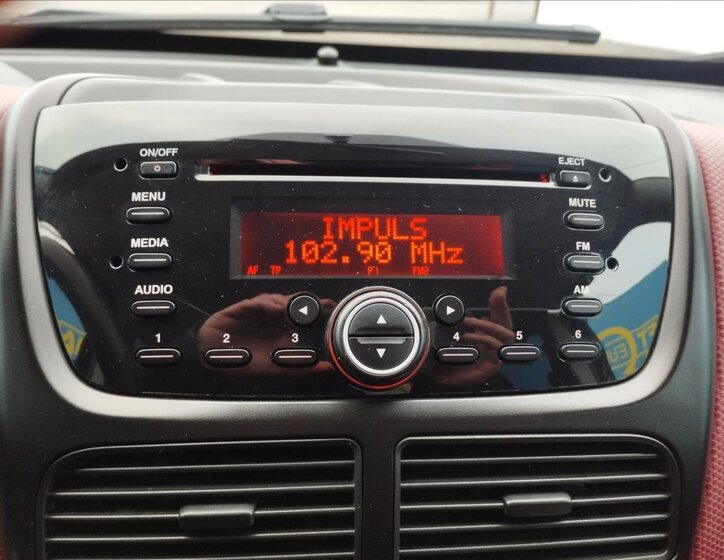 ON/OFF
EJECT
MENU
MUTE
IMPULS
102.90 MHz
AF TP P1 FM2
MEDIA
FM
AUDIO
AM
1 2 3 4 5 6